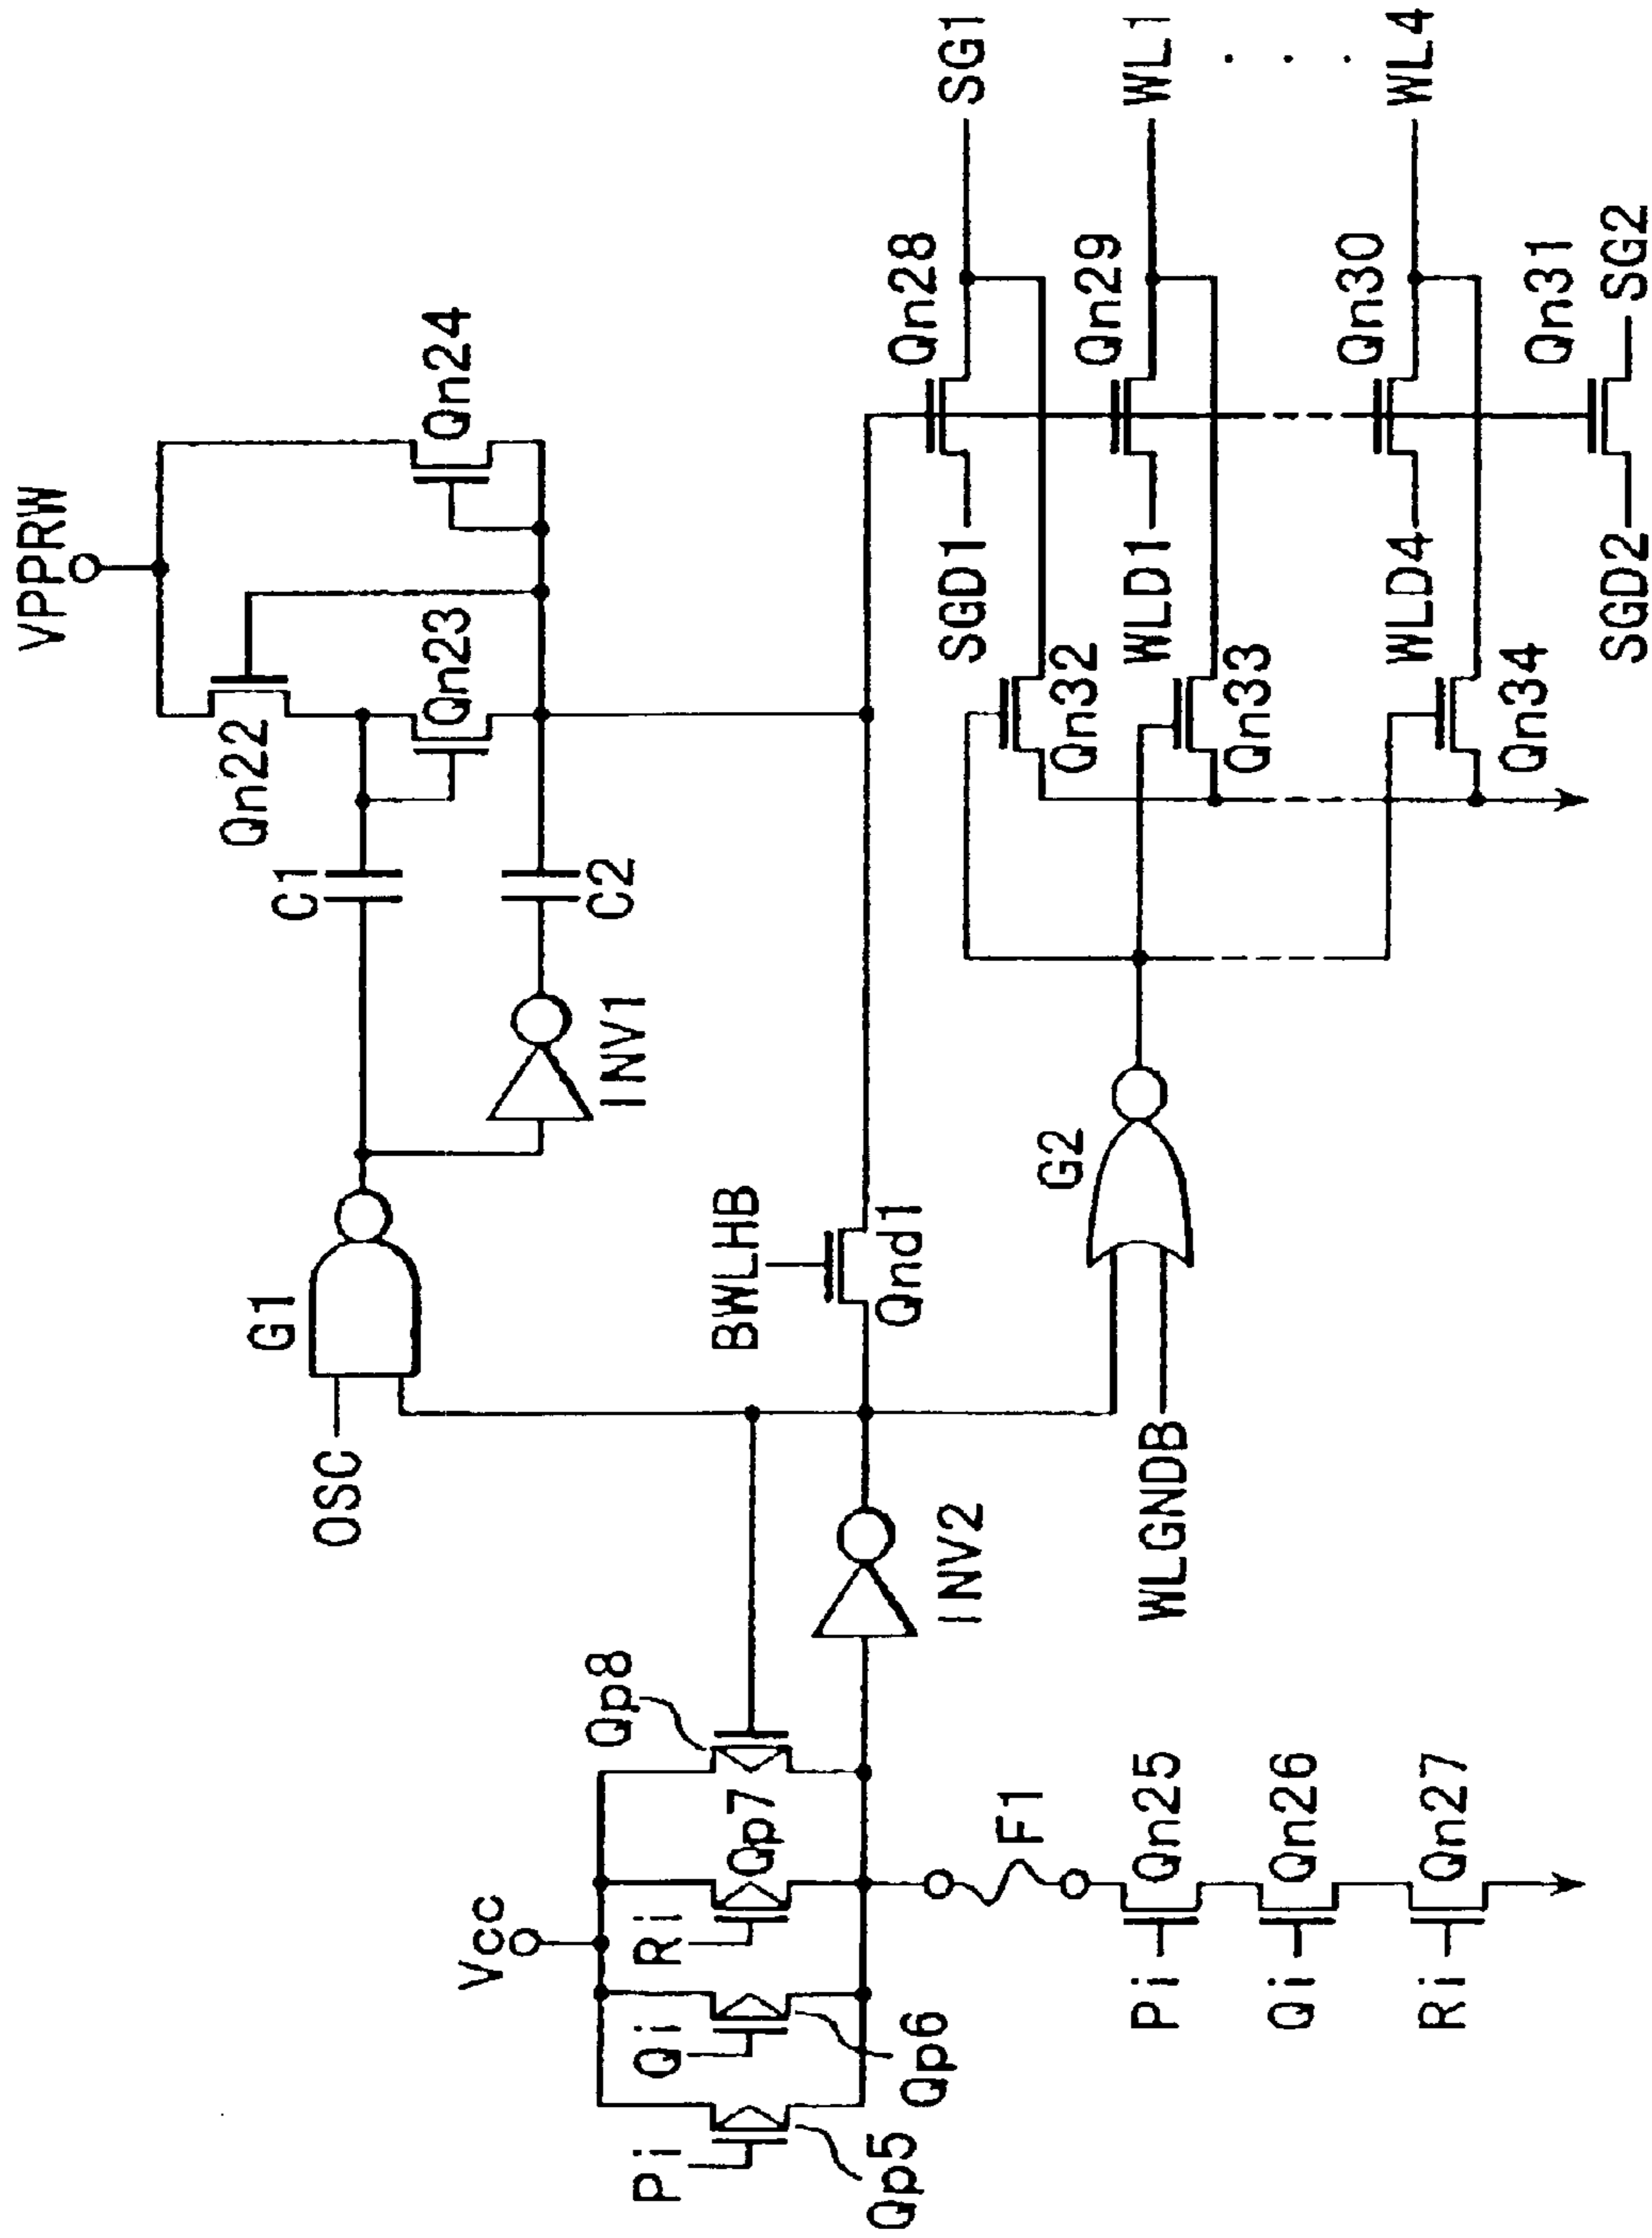 VPPRW
Qn22
Qn23
Qn24
C1
C2
G1
OSC
INV1
BWLHB
Qnd1
Vcc
Pi
Qi
Ri
Qp5
Qp6
Qp7
Qp8
INV2
F1
Pi
Qn25
Qi
Qn26
Ri
Qn27
G2
WLGNDB
SGD1
Qn28
SG1
Qn32
WLD1
Qn29
WL1
Qn33
. . .
WLD4
Qn30
WL4
Qn34
SGD2
Qn31
SG2